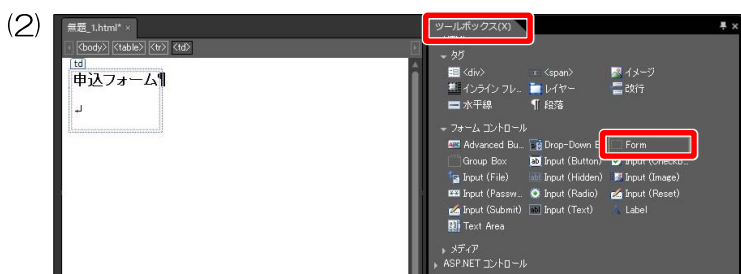 (2)
無題_1.html* ×
<body> <table> <tr> <td>
td
申込フォーム¶
↵
ツールボックス(X)
タグ
<div> <span> イメージ
インライン フレ... レイヤー 改行
水平線 ¶ 段落
フォーム コントロール
Advanced Bu... Drop-Down B Form
Group Box Input (Button) Input (Checkb...
Input (File) Input (Hidden) Input (Image)
Input (Passw... Input (Radio) Input (Reset)
Input (Submit) Input (Text) Label
Text Area
メディア
ASP.NET コントロール